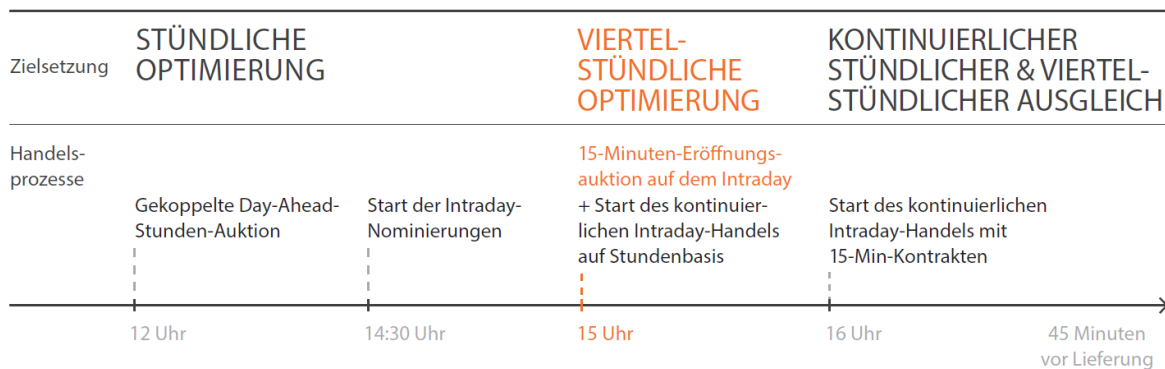 Zielsetzung
STÜNDLICHE
OPTIMIERUNG
VIERTEL-
STÜNDLICHE
OPTIMIERUNG
KONTINUIERLICHER
STÜNDLICHER & VIERTEL-
STÜNDLICHER AUSGLEICH
Handels-
prozesse
Gekoppelte Day-Ahead-
Stunden-Auktion
Start der Intraday-
Nominierungen
15-Minuten-Eröffnungs-
auktion auf dem Intraday
+ Start des kontinuier-
lichen Intraday-Handels
auf Stundenbasis
Start des kontinuierlichen
Intraday-Handels mit
15-Min-Kontrakten
12 Uhr
14:30 Uhr
15 Uhr
16 Uhr
45 Minuten
vor Lieferung